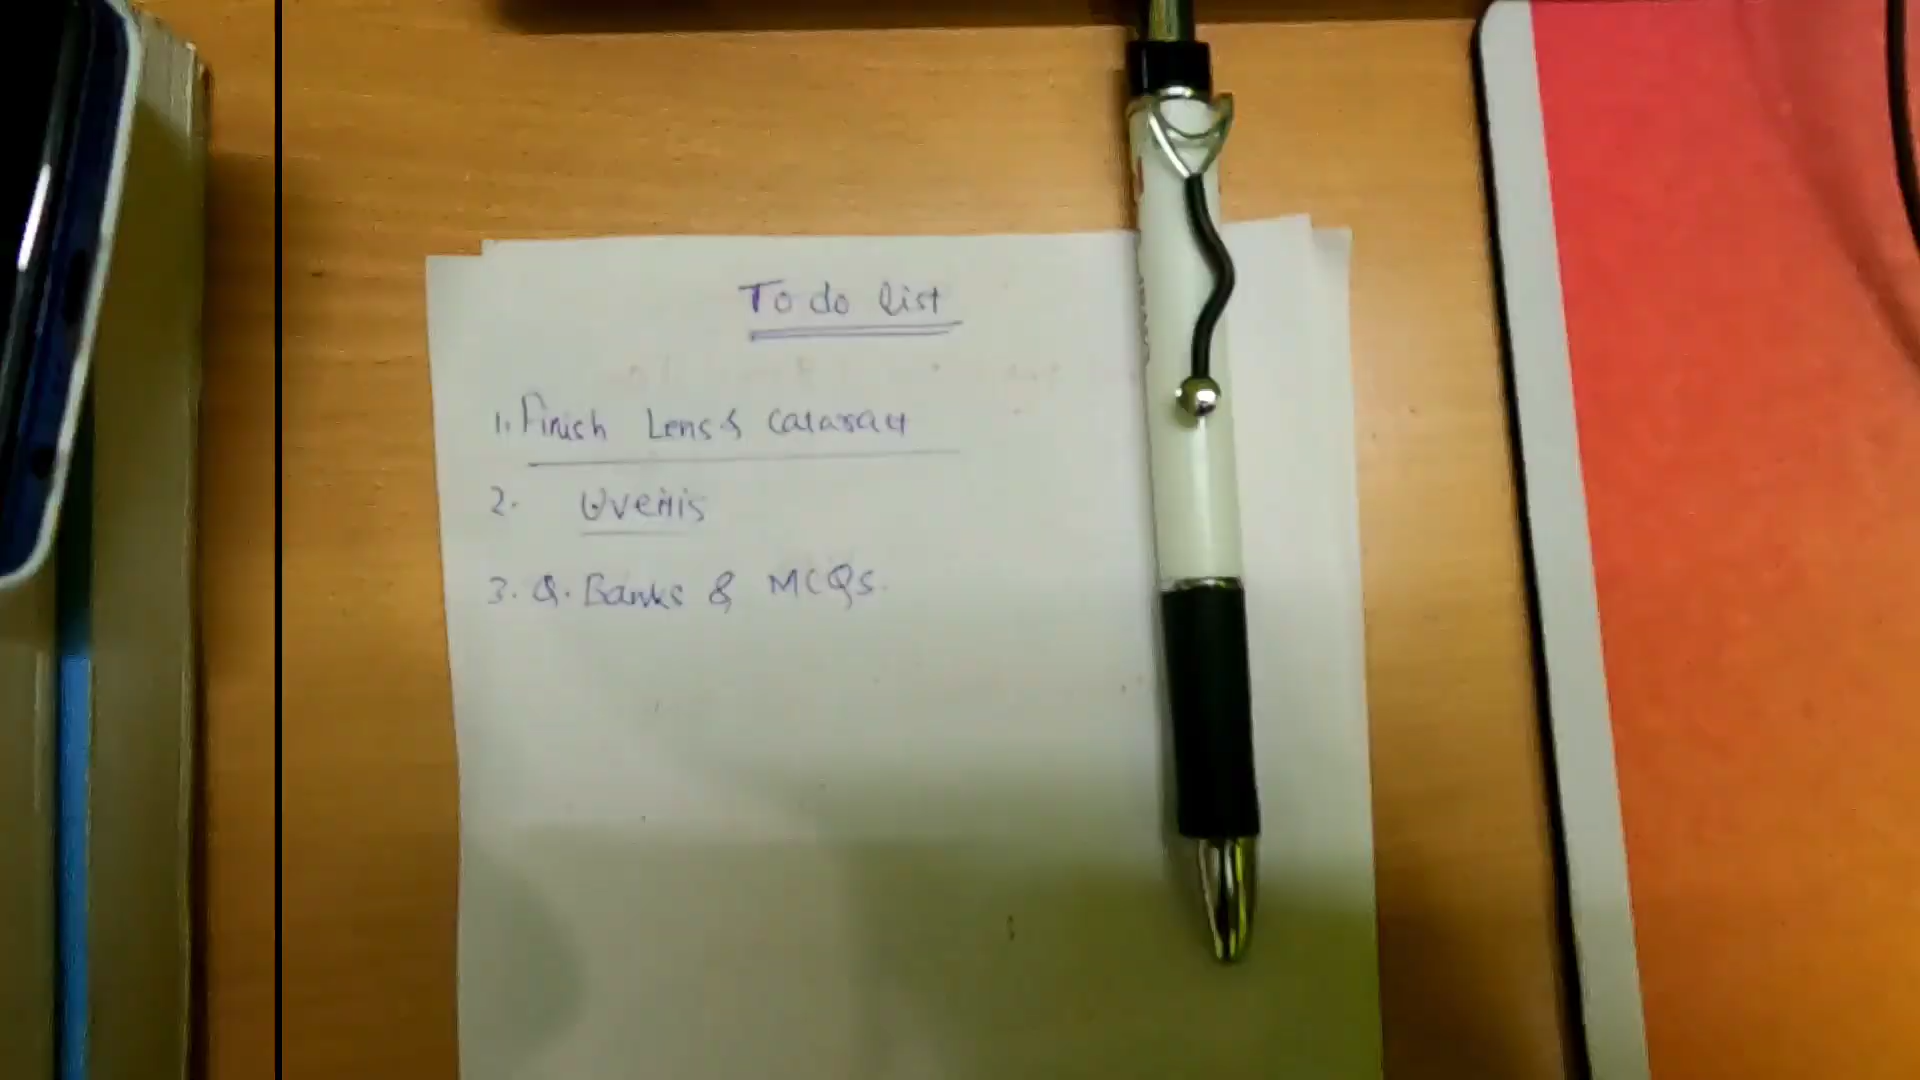 To do list
1. Finish Lens & Cataract
2. Uveitis
3. Q. Banks & MCQs.